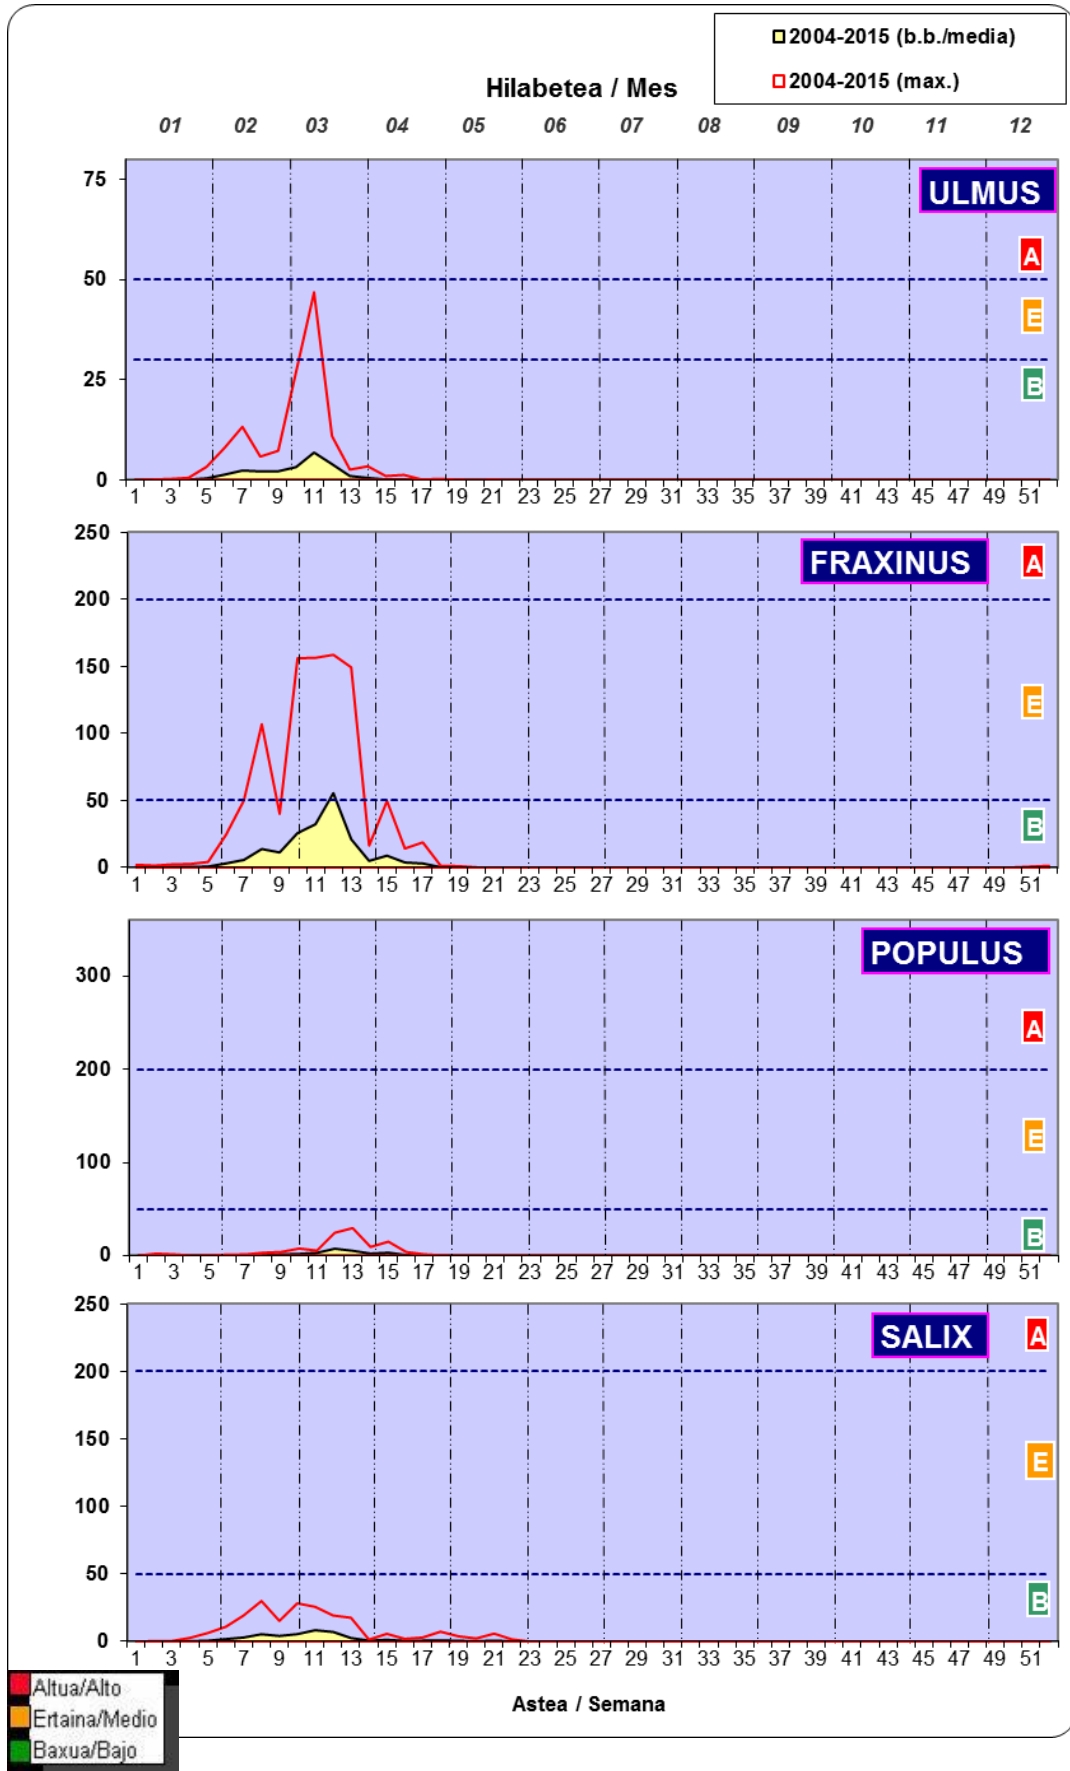 2004-2015 (b.b./media)
2004-2015 (max.)
Hilabetea / Mes
01 02 03 04 05 06 07 08 09 10 11 12
ULMUS
75
50
25
0
A
E
B
1 3 5 7 9 11 13 15 17 19 21 23 25 27 29 31 33 35 37 39 41 43 45 47 49 51
FRAXINUS
250
200
150
100
50
0
A
E
B
1 3 5 7 9 11 13 15 17 19 21 23 25 27 29 31 33 35 37 39 41 43 45 47 49 51
POPULUS
300
200
100
0
A
E
B
1 3 5 7 9 11 13 15 17 19 21 23 25 27 29 31 33 35 37 39 41 43 45 47 49 51
SALIX
250
200
150
100
50
0
A
E
B
1 3 5 7 9 11 13 15 17 19 21 23 25 27 29 31 33 35 37 39 41 43 45 47 49 51
Astea / Semana
Altua/Alto
Ertaina/Medio
Baxua/Bajo